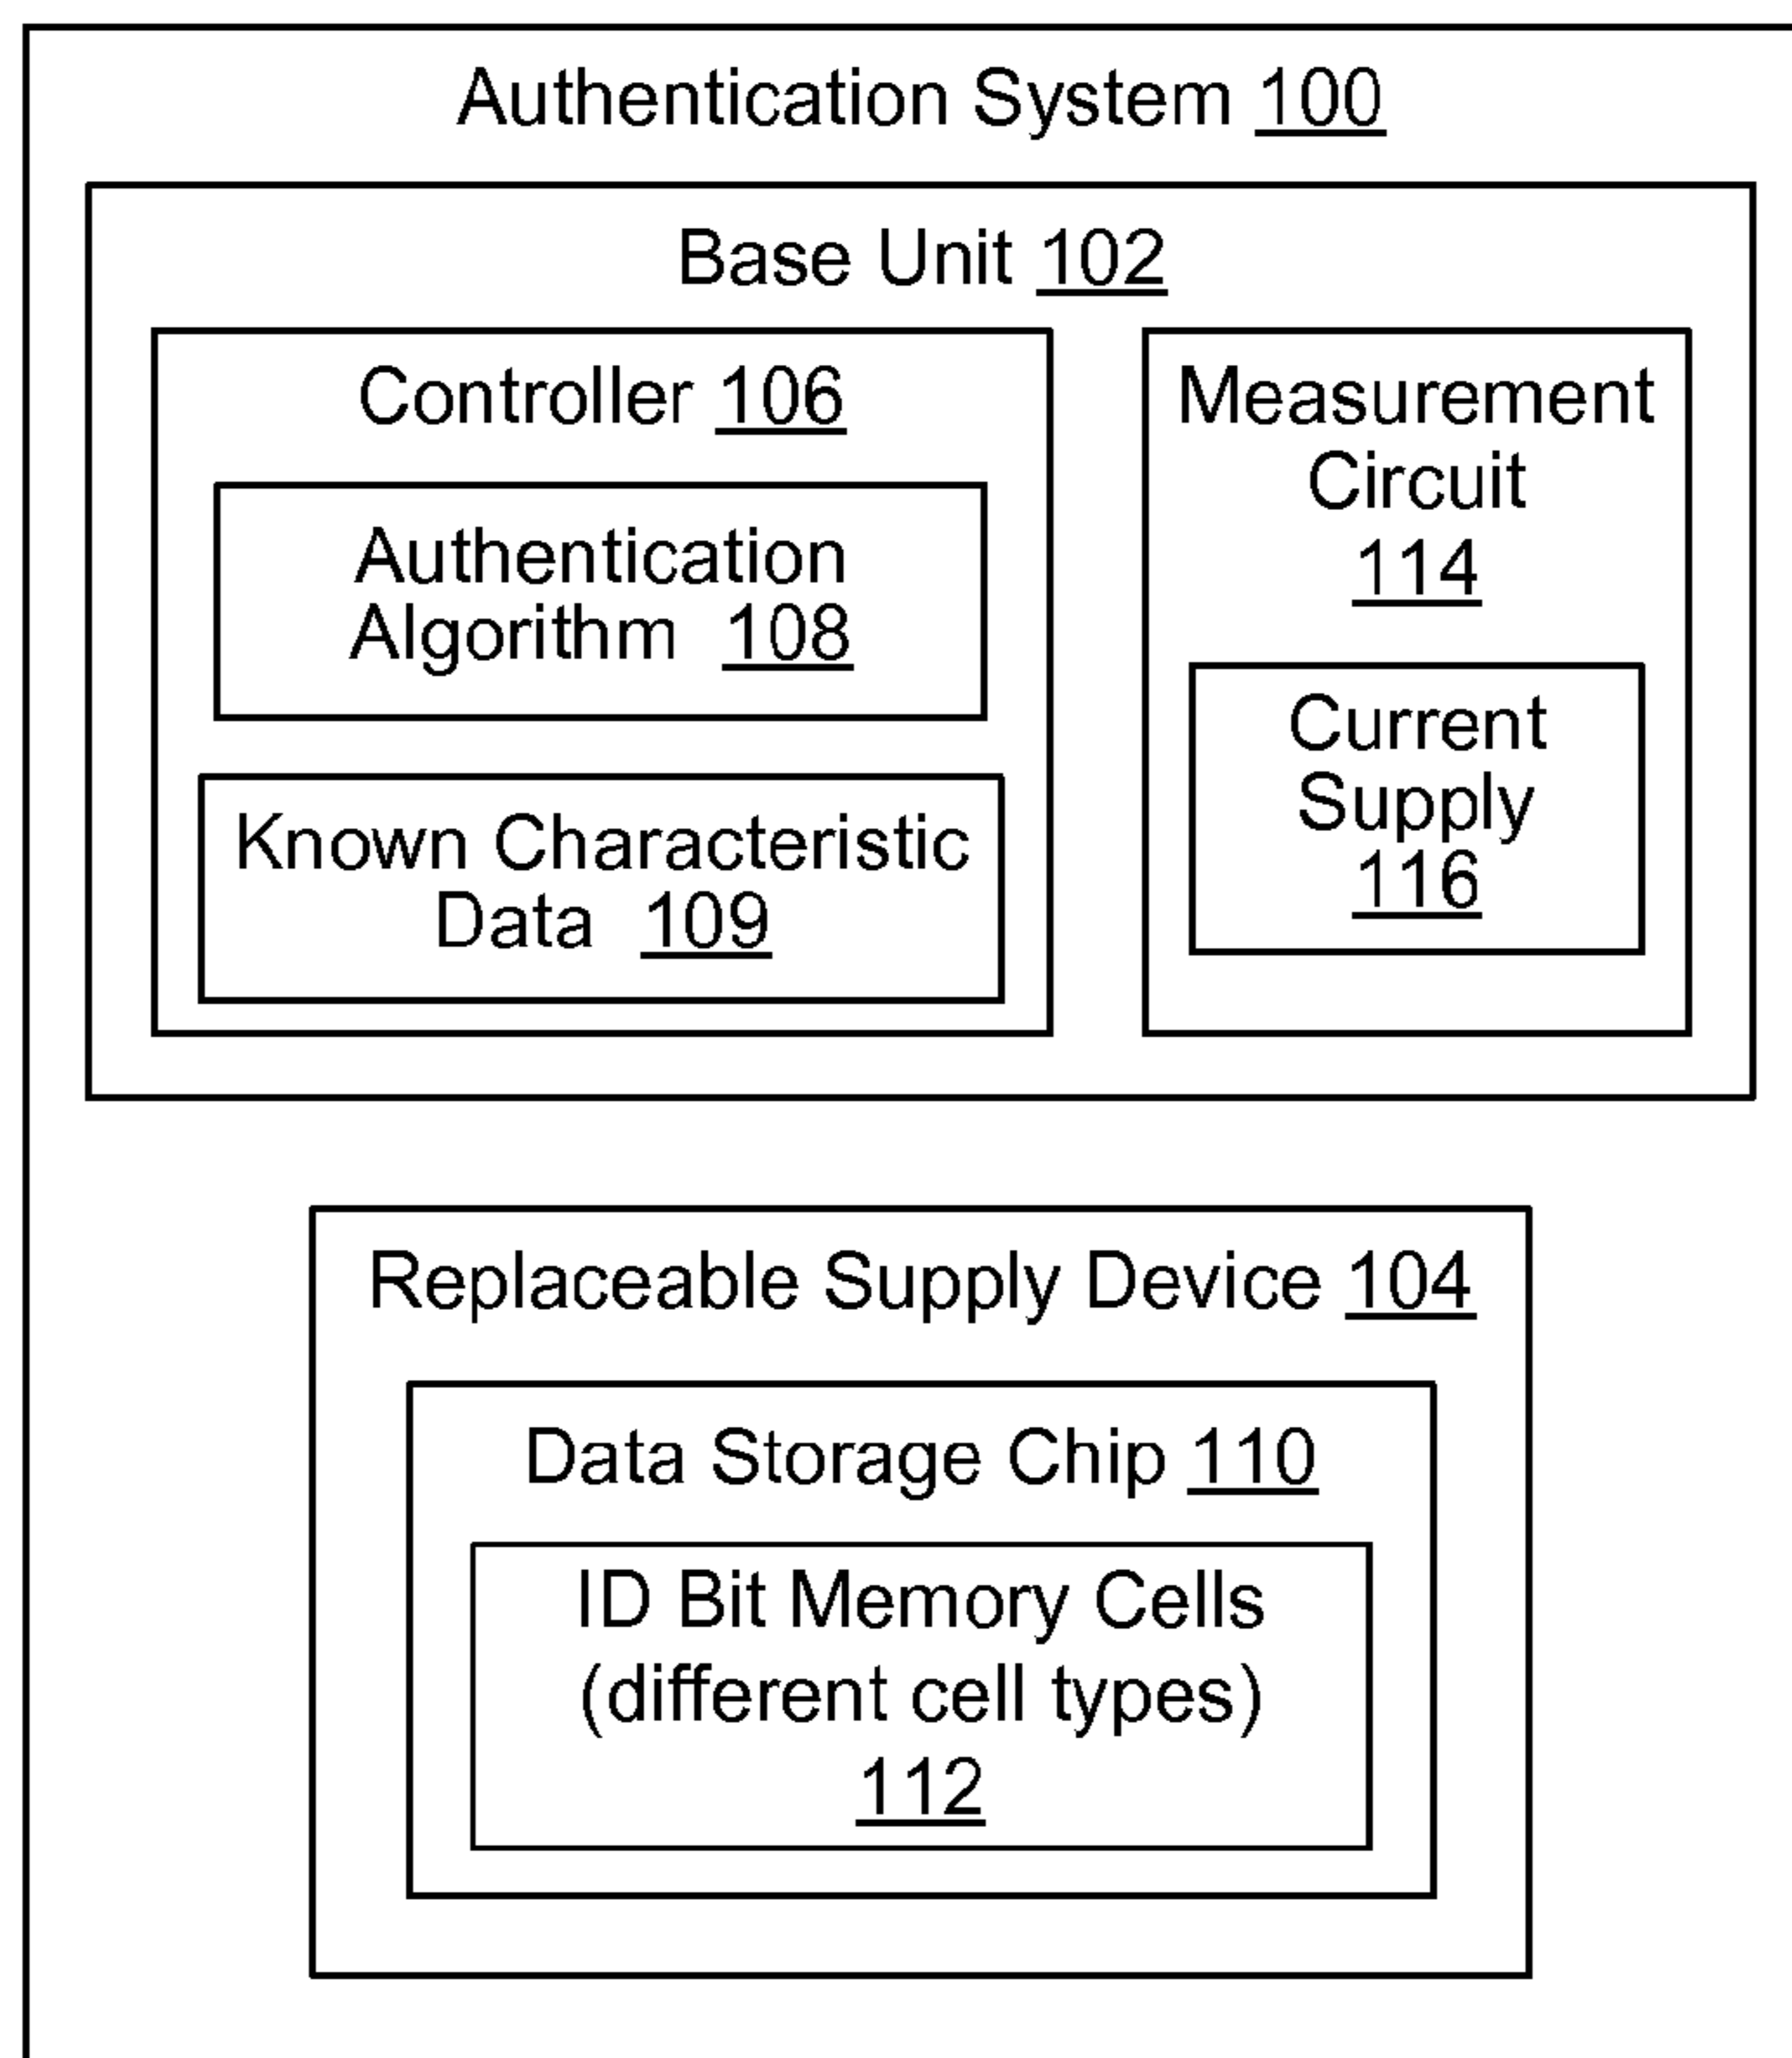 Authentication System 100
Base Unit 102
Controller 106
Authentication
Algorithm 108
Known Characteristic
Data 109
Measurement
Circuit
114
Current
Supply
116
Replaceable Supply Device 104
Data Storage Chip 110
ID Bit Memory Cells
(different cell types)
112